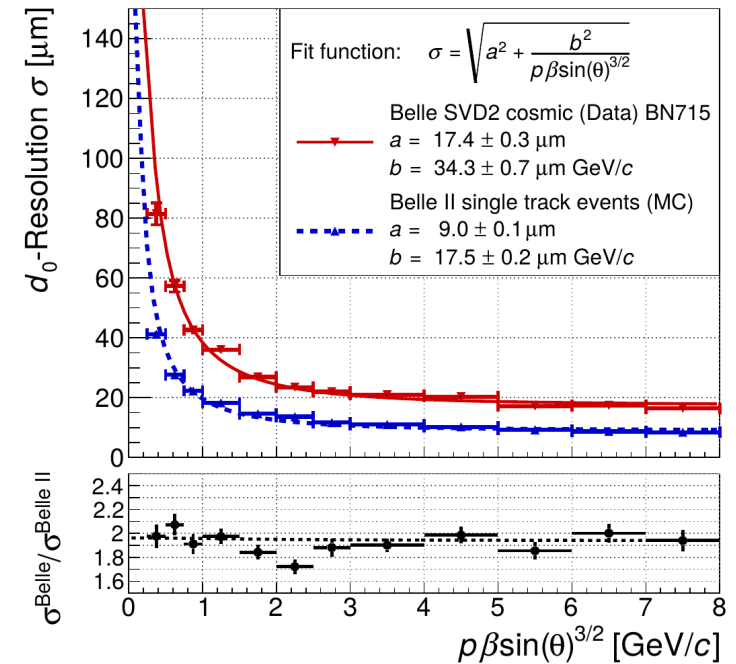 140
120
100
80
60
40
20
0
d₀-Resolution σ [μm]
Fit function: σ = √(a² + b² / pβsin(θ)^3/2)
Belle SVD2 cosmic (Data) BN715
a = 17.4 ± 0.3 μm
b = 34.3 ± 0.7 μm GeV/c
Belle II single track events (MC)
a = 9.0 ± 0.1 μm
b = 17.5 ± 0.2 μm GeV/c
2.4
2.2
2
1.8
1.6
σ^Belle/σ^Belle II
0 1 2 3 4 5 6 7 8
pβsin(θ)^3/2 [GeV/c]